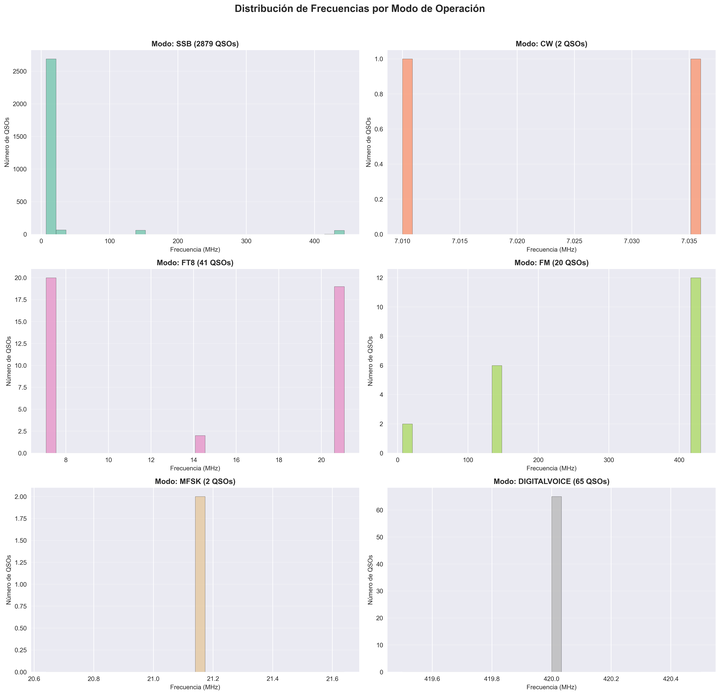 Distribución de Frecuencias por Modo de Operación
Modo: SSB (2879 QSOs)
Número de QSOs
2500
2000
1500
1000
500
0
0 100 200 300 400
Frecuencia (MHz)
Modo: CW (2 QSOs)
Número de QSOs
1.0
0.8
0.6
0.4
0.2
0.0
7.010 7.015 7.020 7.025 7.030 7.035
Frecuencia (MHz)
Modo: FT8 (41 QSOs)
Número de QSOs
20.0
17.5
15.0
12.5
10.0
7.5
5.0
2.5
0.0
8 10 12 14 16 18 20
Frecuencia (MHz)
Modo: FM (20 QSOs)
Número de QSOs
12
10
8
6
4
2
0
0 100 200 300 400
Frecuencia (MHz)
Modo: MFSK (2 QSOs)
Número de QSOs
2.00
1.75
1.50
1.25
1.00
0.75
0.50
0.25
0.00
20.6 20.8 21.0 21.2 21.4 21.6
Frecuencia (MHz)
Modo: DIGITALVOICE (65 QSOs)
Número de QSOs
60
50
40
30
20
10
0
419.6 419.8 420.0 420.2 420.4
Frecuencia (MHz)